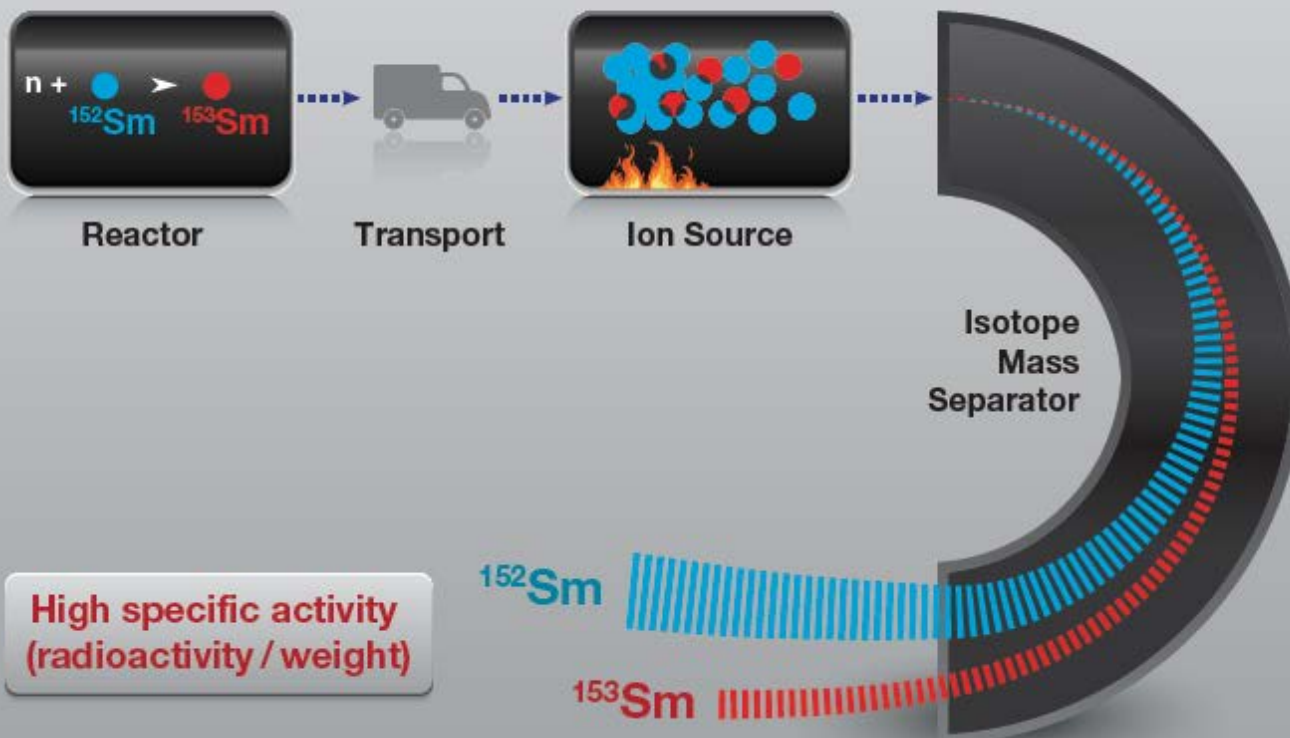 n + > 
¹⁵²Sm ¹⁵³Sm
Reactor
Transport
Ion Source
Isotope
Mass
Separator
¹⁵²Sm
High specific activity
(radioactivity / weight)
¹⁵³Sm